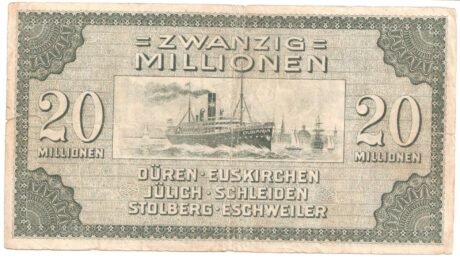 = ZWANZIG =
MILLIONEN
20
MILLIONEN
20
MILLIONEN
DÜREN · EUSKIRCHEN
JÜLICH · SCHLEIDEN
STOLBERG · ESCHWEILER